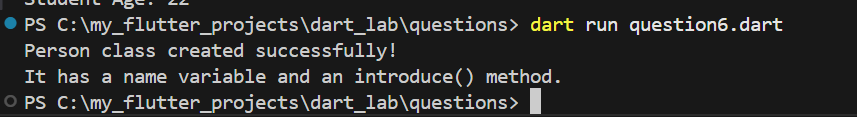 Student Age: 22
PS C:\my_flutter_projects\dart_lab\questions> dart run question6.dart
Person class created successfully!
It has a name variable and an introduce() method.
PS C:\my_flutter_projects\dart_lab\questions>